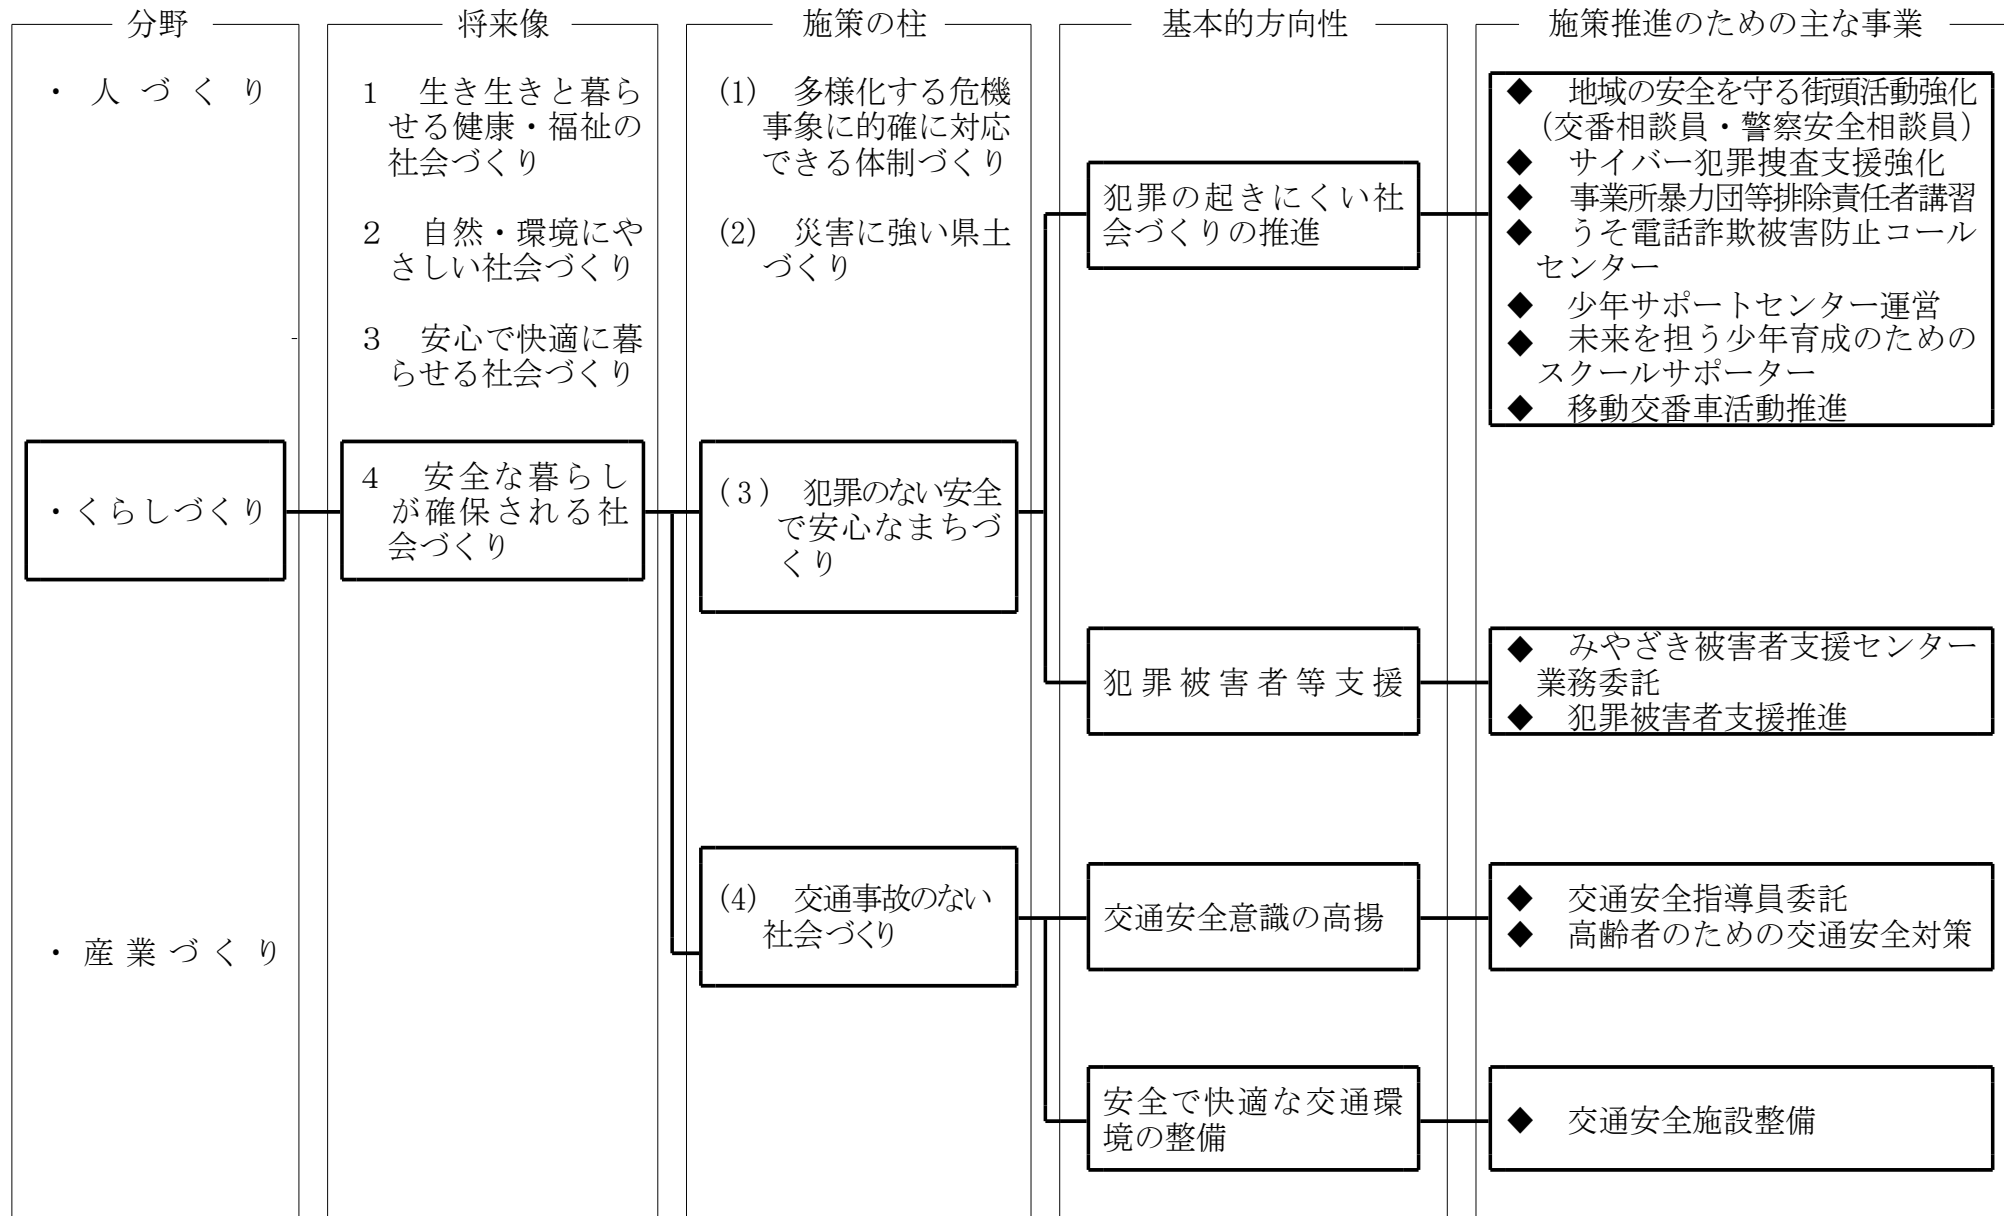 分野
・人づくり
・くらしづくり
・産業づくり
将来像
1　生き生きと暮ら
せる健康・福祉の
社会づくり
2　自然・環境にや
さしい社会づくり
3　安心で快適に暮
らせる社会づくり
4　安全な暮らし
が確保される社
会づくり
施策の柱
(1)　多様化する危機
事象に的確に対応
できる体制づくり
(2)　災害に強い県土
づくり
(3)　犯罪のない安全
で安心なまちづ
くり
(4)　交通事故のない
社会づくり
基本的方向性
犯罪の起きにくい社
会づくりの推進
犯罪被害者等支援
交通安全意識の高揚
安全で快適な交通環
境の整備
施策推進のための主な事業
◆　地域の安全を守る街頭活動強化
（交番相談員・警察安全相談員）
◆　サイバー犯罪捜査支援強化
◆　事業所暴力団等排除責任者講習
◆　うそ電話詐欺被害防止コール
センター
◆　少年サポートセンター運営
◆　未来を担う少年育成のための
スクールサポーター
◆　移動交番車活動推進
◆　みやざき被害者支援センター
業務委託
◆　犯罪被害者支援推進
◆　交通安全指導員委託
◆　高齢者のための交通安全対策
◆　交通安全施設整備